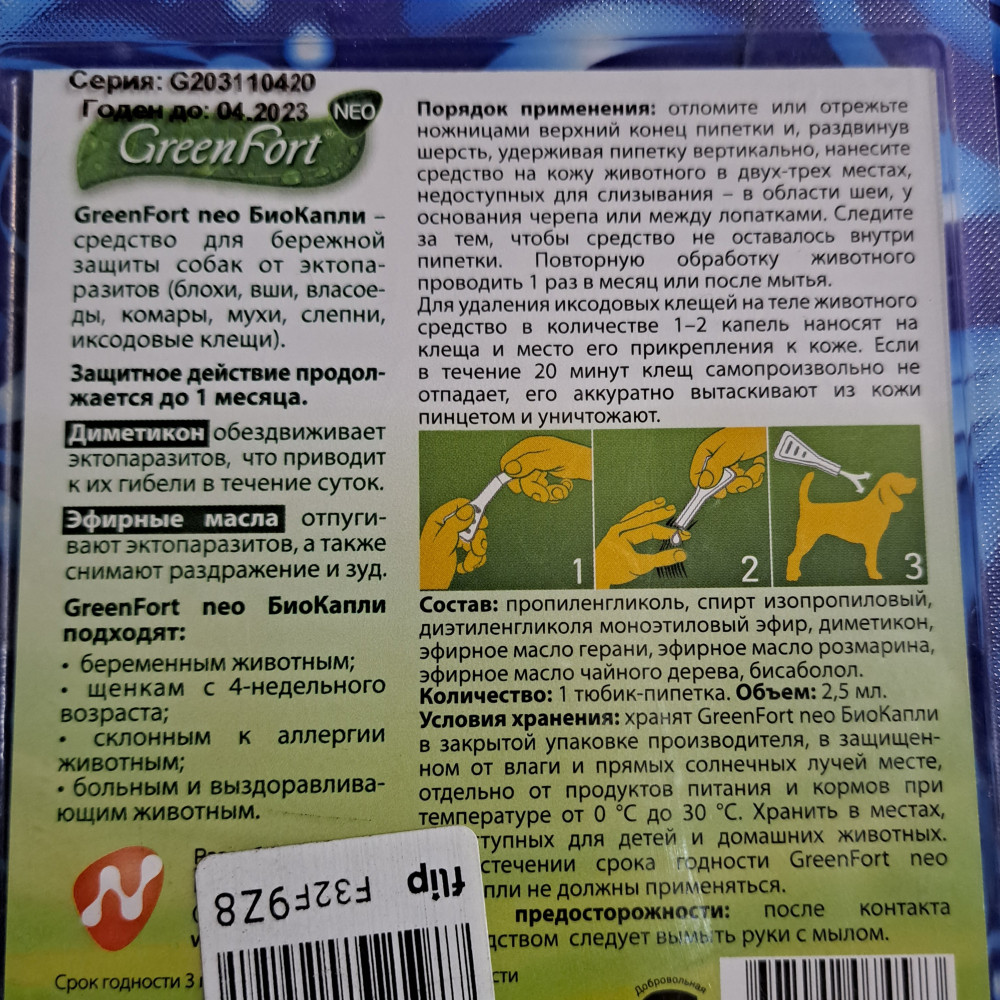 Серия: G203110420
Годен до: 04.2023
NEO
GreenFort
GreenFort neo БиоКапли –
средство для бережной
защиты собак от эктопа-
разитов (блохи, вши, власое-
ды, комары, мухи, слепни,
иксодовые клещи).
Защитное действие продол-
жается до 1 месяца.
Диметикон обездвиживает
эктопаразитов, что приводит
к их гибели в течение суток.
Эфирные масла отпуги-
вают эктопаразитов, а также
снимают раздражение и зуд.
GreenFort neo БиоКапли
подходят:
• беременным животным;
• щенкам с 4-недельного
возраста;
• склонным к аллергии
животным;
• больным и выздоравлива-
ющим животным.
Срок годности 3
Порядок применения: отломите или отрежьте
ножницами верхний конец пипетки и, раздвинув
шерсть, удерживая пипетку вертикально, нанесите
средство на кожу животного в двух-трех местах,
недоступных для слизывания – в области шеи, у
основания черепа или между лопатками. Следите
за тем, чтобы средство не оставалось внутри
пипетки. Повторную обработку животного
проводить 1 раз в месяц или после мытья.
Для удаления иксодовых клещей на теле животного
средство в количестве 1–2 капель наносят на
клеща и место его прикрепления к коже. Если
в течение 20 минут клещ самопроизвольно не
отпадает, его аккуратно вытаскивают из кожи
пинцетом и уничтожают.
1 2 3
Состав: пропиленгликоль, спирт изопропиловый,
диэтиленгликоля моноэтиловый эфир, диметикон,
эфирное масло герани, эфирное масло розмарина,
эфирное масло чайного дерева, бисаболол.
Количество: 1 тюбик-пипетка. Объем: 2,5 мл.
Условия хранения: хранят GreenFort neo БиоКапли
в закрытой упаковке производителя, в защищен-
ном от влаги и прямых солнечных лучей месте,
отдельно от продуктов питания и кормов при
температуре от 0 °C до 30 °C. Хранить в местах,
ступных для детей и домашних животных.
стечении срока годности GreenFort neo
пли не должны применяться.
предосторожности: после контакта
дством следует вымыть руки с мылом.
сти
Добровольная
flip
F32F9Z8